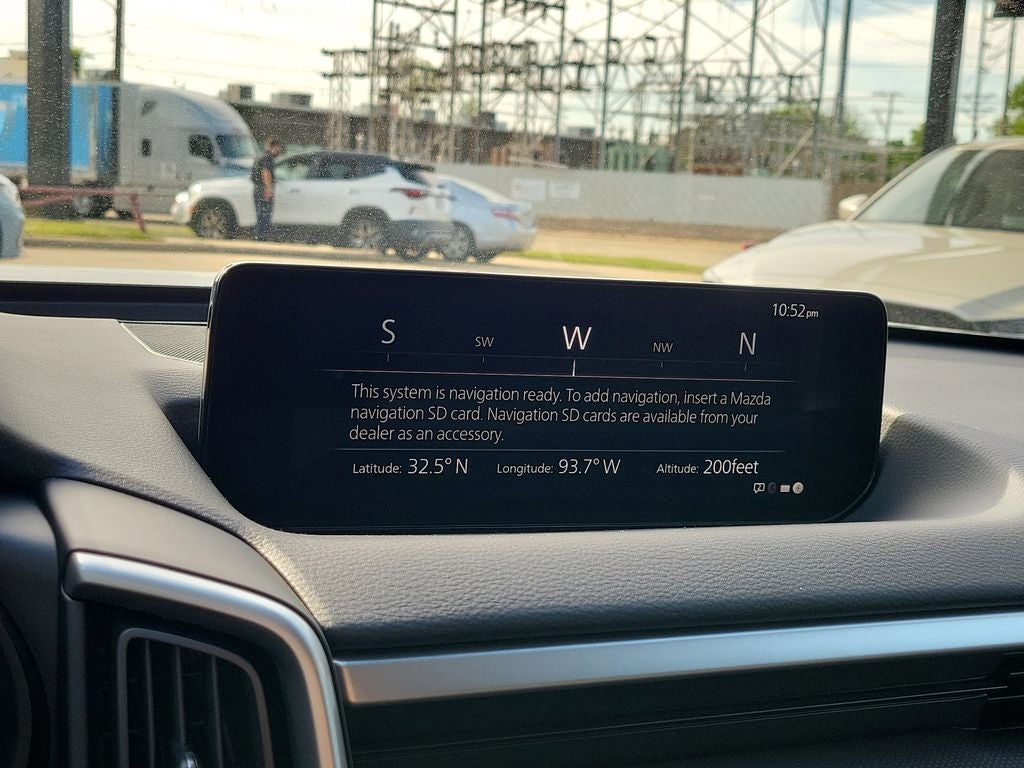 10:52pm
S SW W NW N
This system is navigation ready. To add navigation, insert a Mazda
navigation SD card. Navigation SD cards are available from your
dealer as an accessory.
Latitude: 32.5° N Longitude: 93.7° W Altitude: 200feet